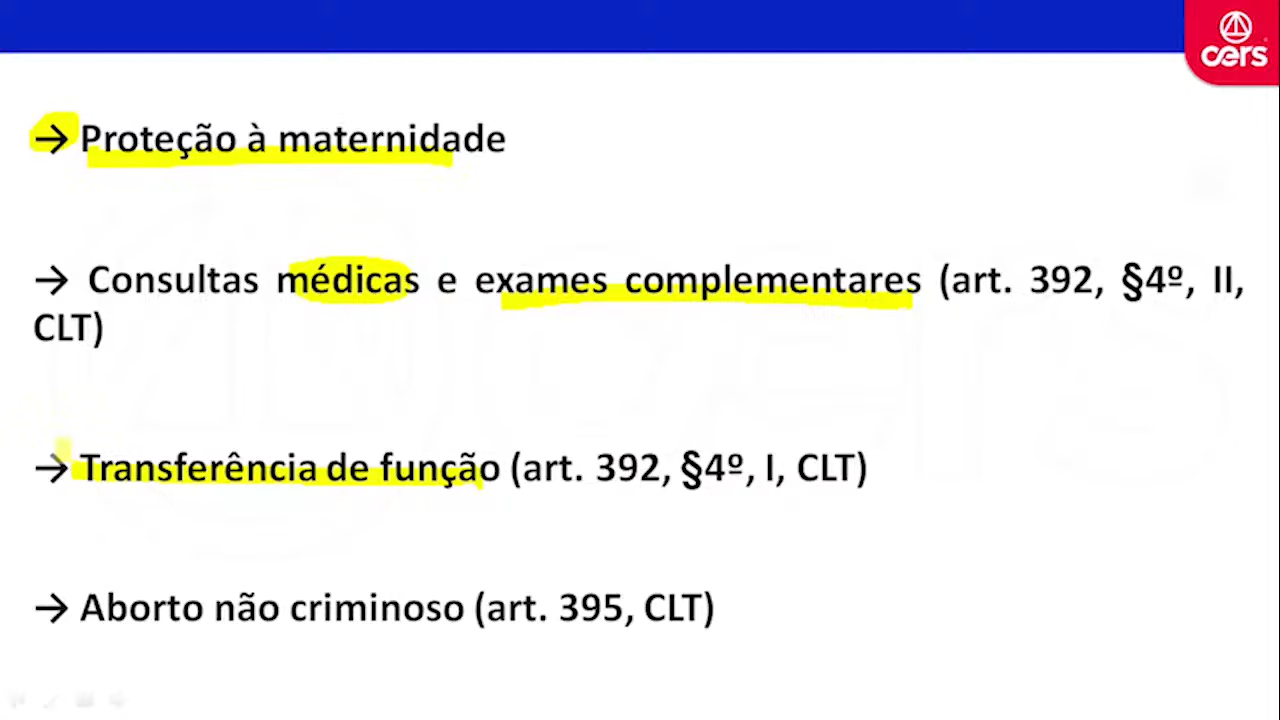 cers
→ Proteção à maternidade
→ Consultas médicas e exames complementares (art. 392, §4º, II,
CLT)
→ Transferência de função (art. 392, §4º, I, CLT)
→ Aborto não criminoso (art. 395, CLT)